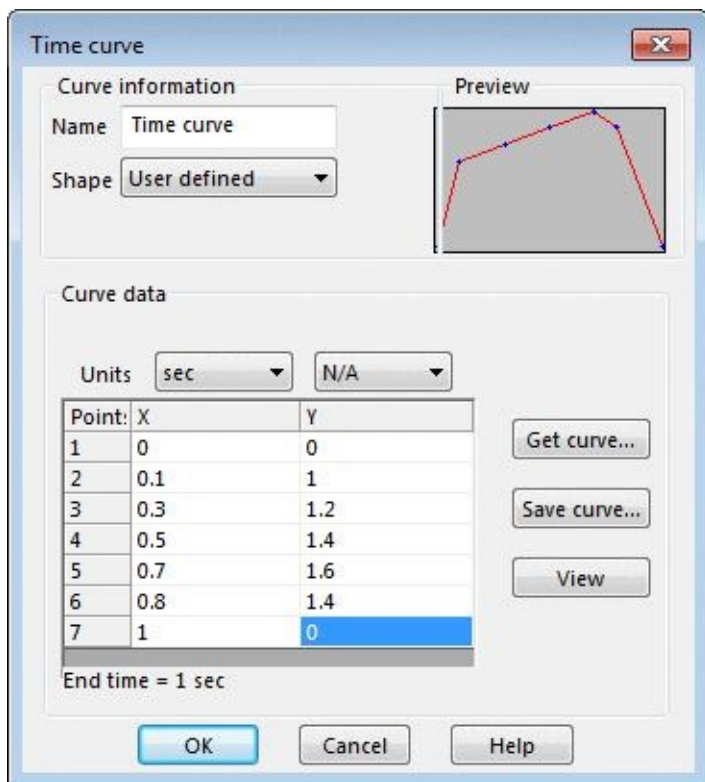 Time curve
Curve information
Preview
Name Time curve
Shape User defined
Curve data
Units sec N/A
Point: X Y
1 0 0
2 0.1 1
3 0.3 1.2
4 0.5 1.4
5 0.7 1.6
6 0.8 1.4
7 1 0
Get curve...
Save curve...
View
End time = 1 sec
OK Cancel Help